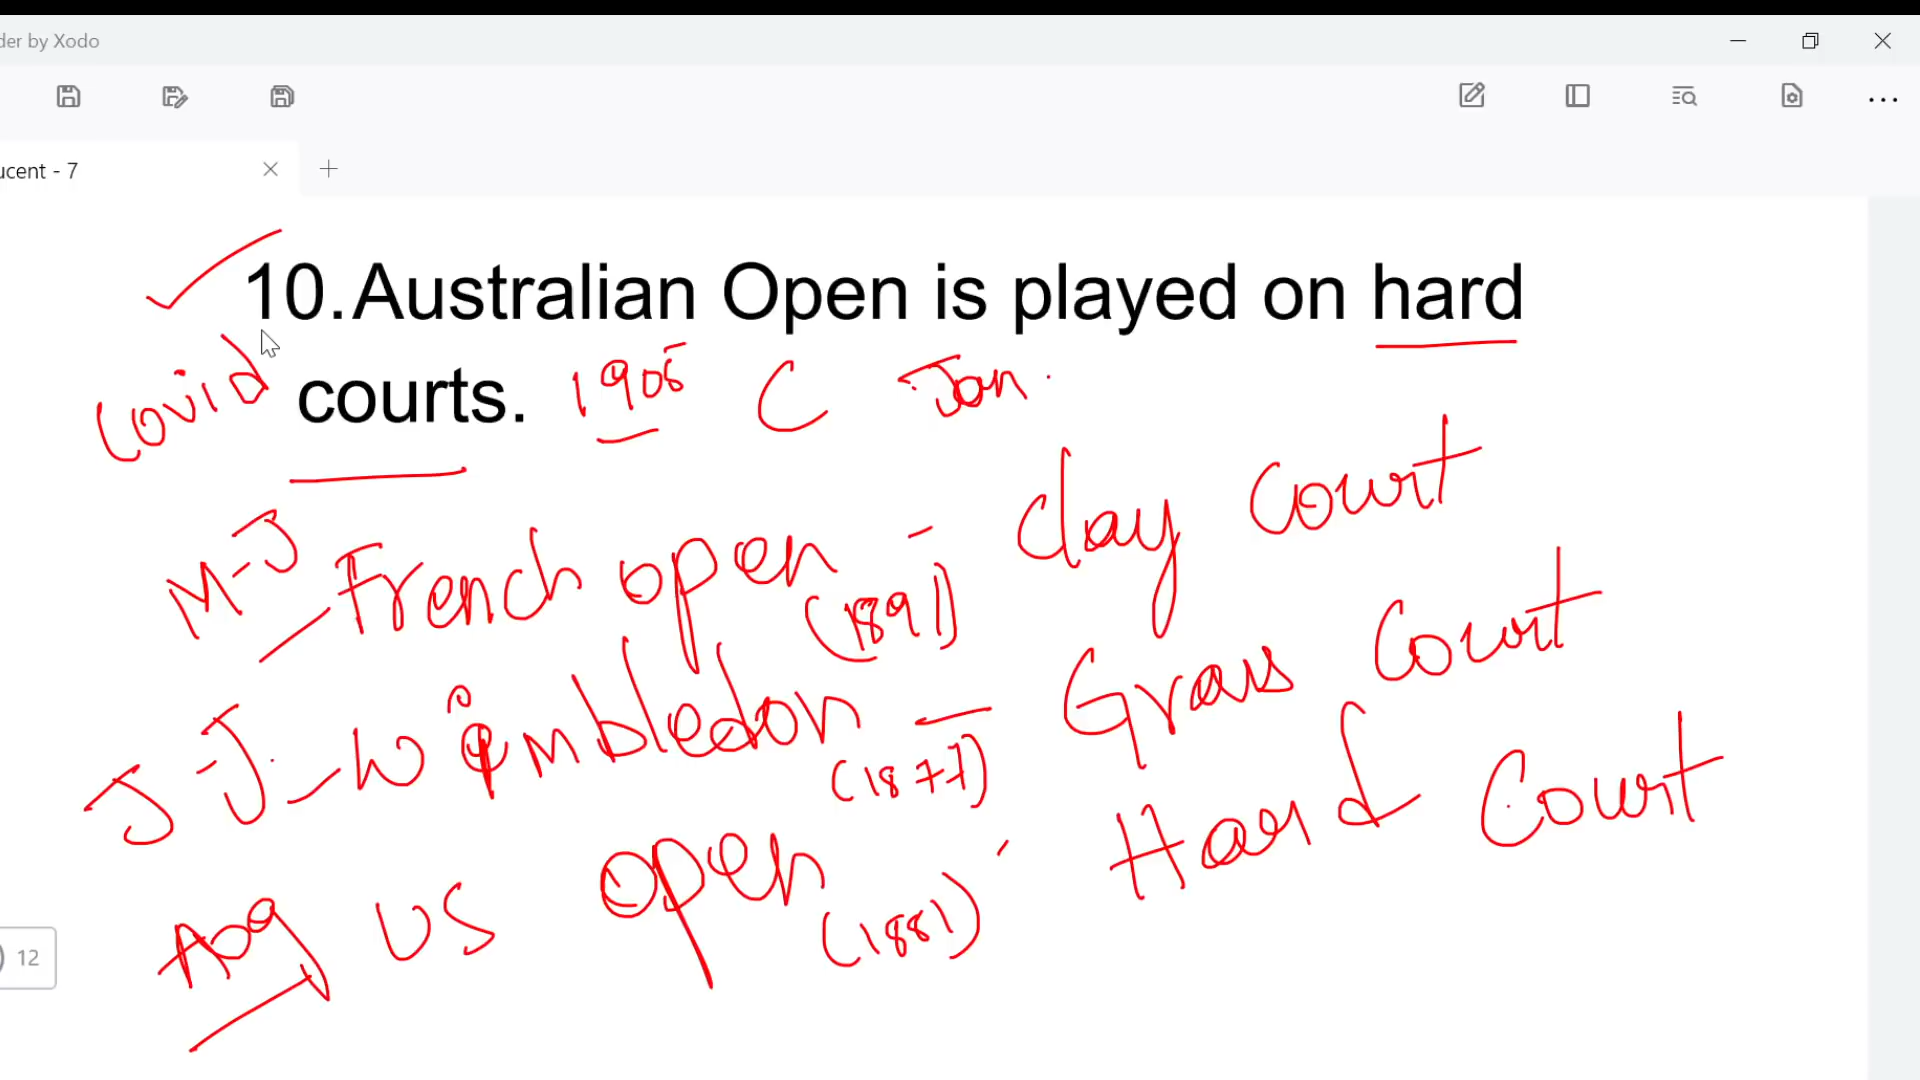 der by Xodo
ucent - 7
10. Australian Open is played on hard
courts. 1905 C Jan.
Covid
M-J - French open - Clay Court
(1891)
J-J - Wimbledon - Grass Court
(1877)
Aug US open - Hard Court
(1881)
12